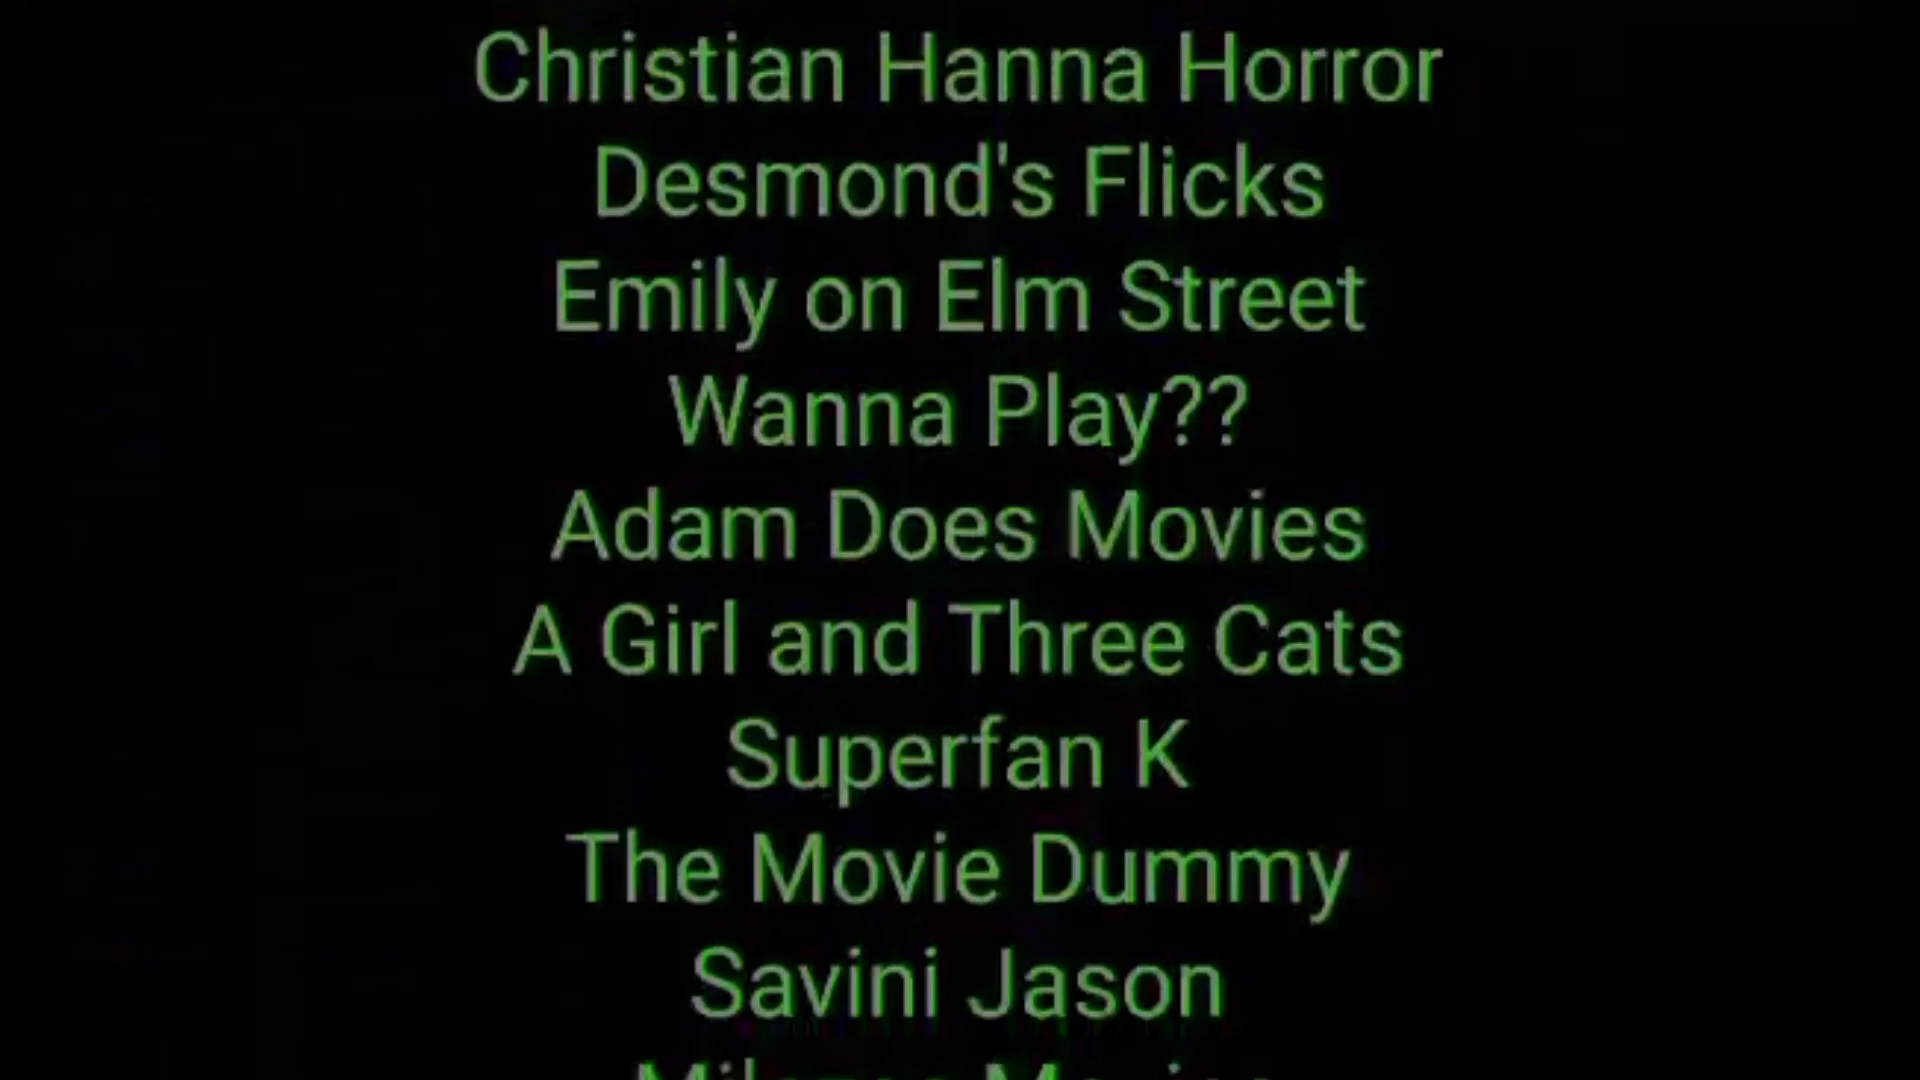 Christian Hanna Horror
Desmond's Flicks
Emily on Elm Street
Wanna Play??
Adam Does Movies
A Girl and Three Cats
Superfan K
The Movie Dummy
Savini Jason